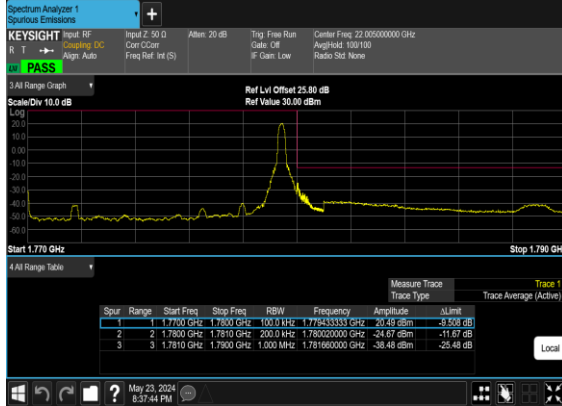 Spectrum Analyzer 1
Spurious Emissions
+
KEYSIGHT Input: RF Input Z: 50 Ω Atten: 20 dB Trig: Free Run Center Freq: 22.005000000 GHz
R T Coupling: DC Corr CCorr Gate: Off Avg|Hold: 100/100
Align: Auto Freq Ref: Int (S) IF Gain: Low Radio Std: None
PASS
3 All Range Graph
Ref Lvl Offset 25.80 dB
Scale/Div 10.0 dB Ref Value 30.00 dBm
Log
20.0
10.0
0.00
-10.0
-20.0
-30.0
-40.0
-50.0
-60.0
Start 1.770 GHz Stop 1.790 GH
4 All Range Table
Measure Trace Trace 1
Trace Type Trace Average (Active)
Spur Range Start Freq Stop Freq RBW Frequency Amplitude ΔLimit
1 1 1.7700 GHz 1.7800 GHz 100.0 kHz 1.779433333 GHz 20.49 dBm -9.508 dB
2 2 1.7800 GHz 1.7810 GHz 200.0 kHz 1.780020000 GHz -24.67 dBm -11.67 dB
3 3 1.7810 GHz 1.7900 GHz 1.000 MHz 1.781660000 GHz -38.48 dBm -25.48 dB
Local
? May 23, 2024
8:37:44 PM